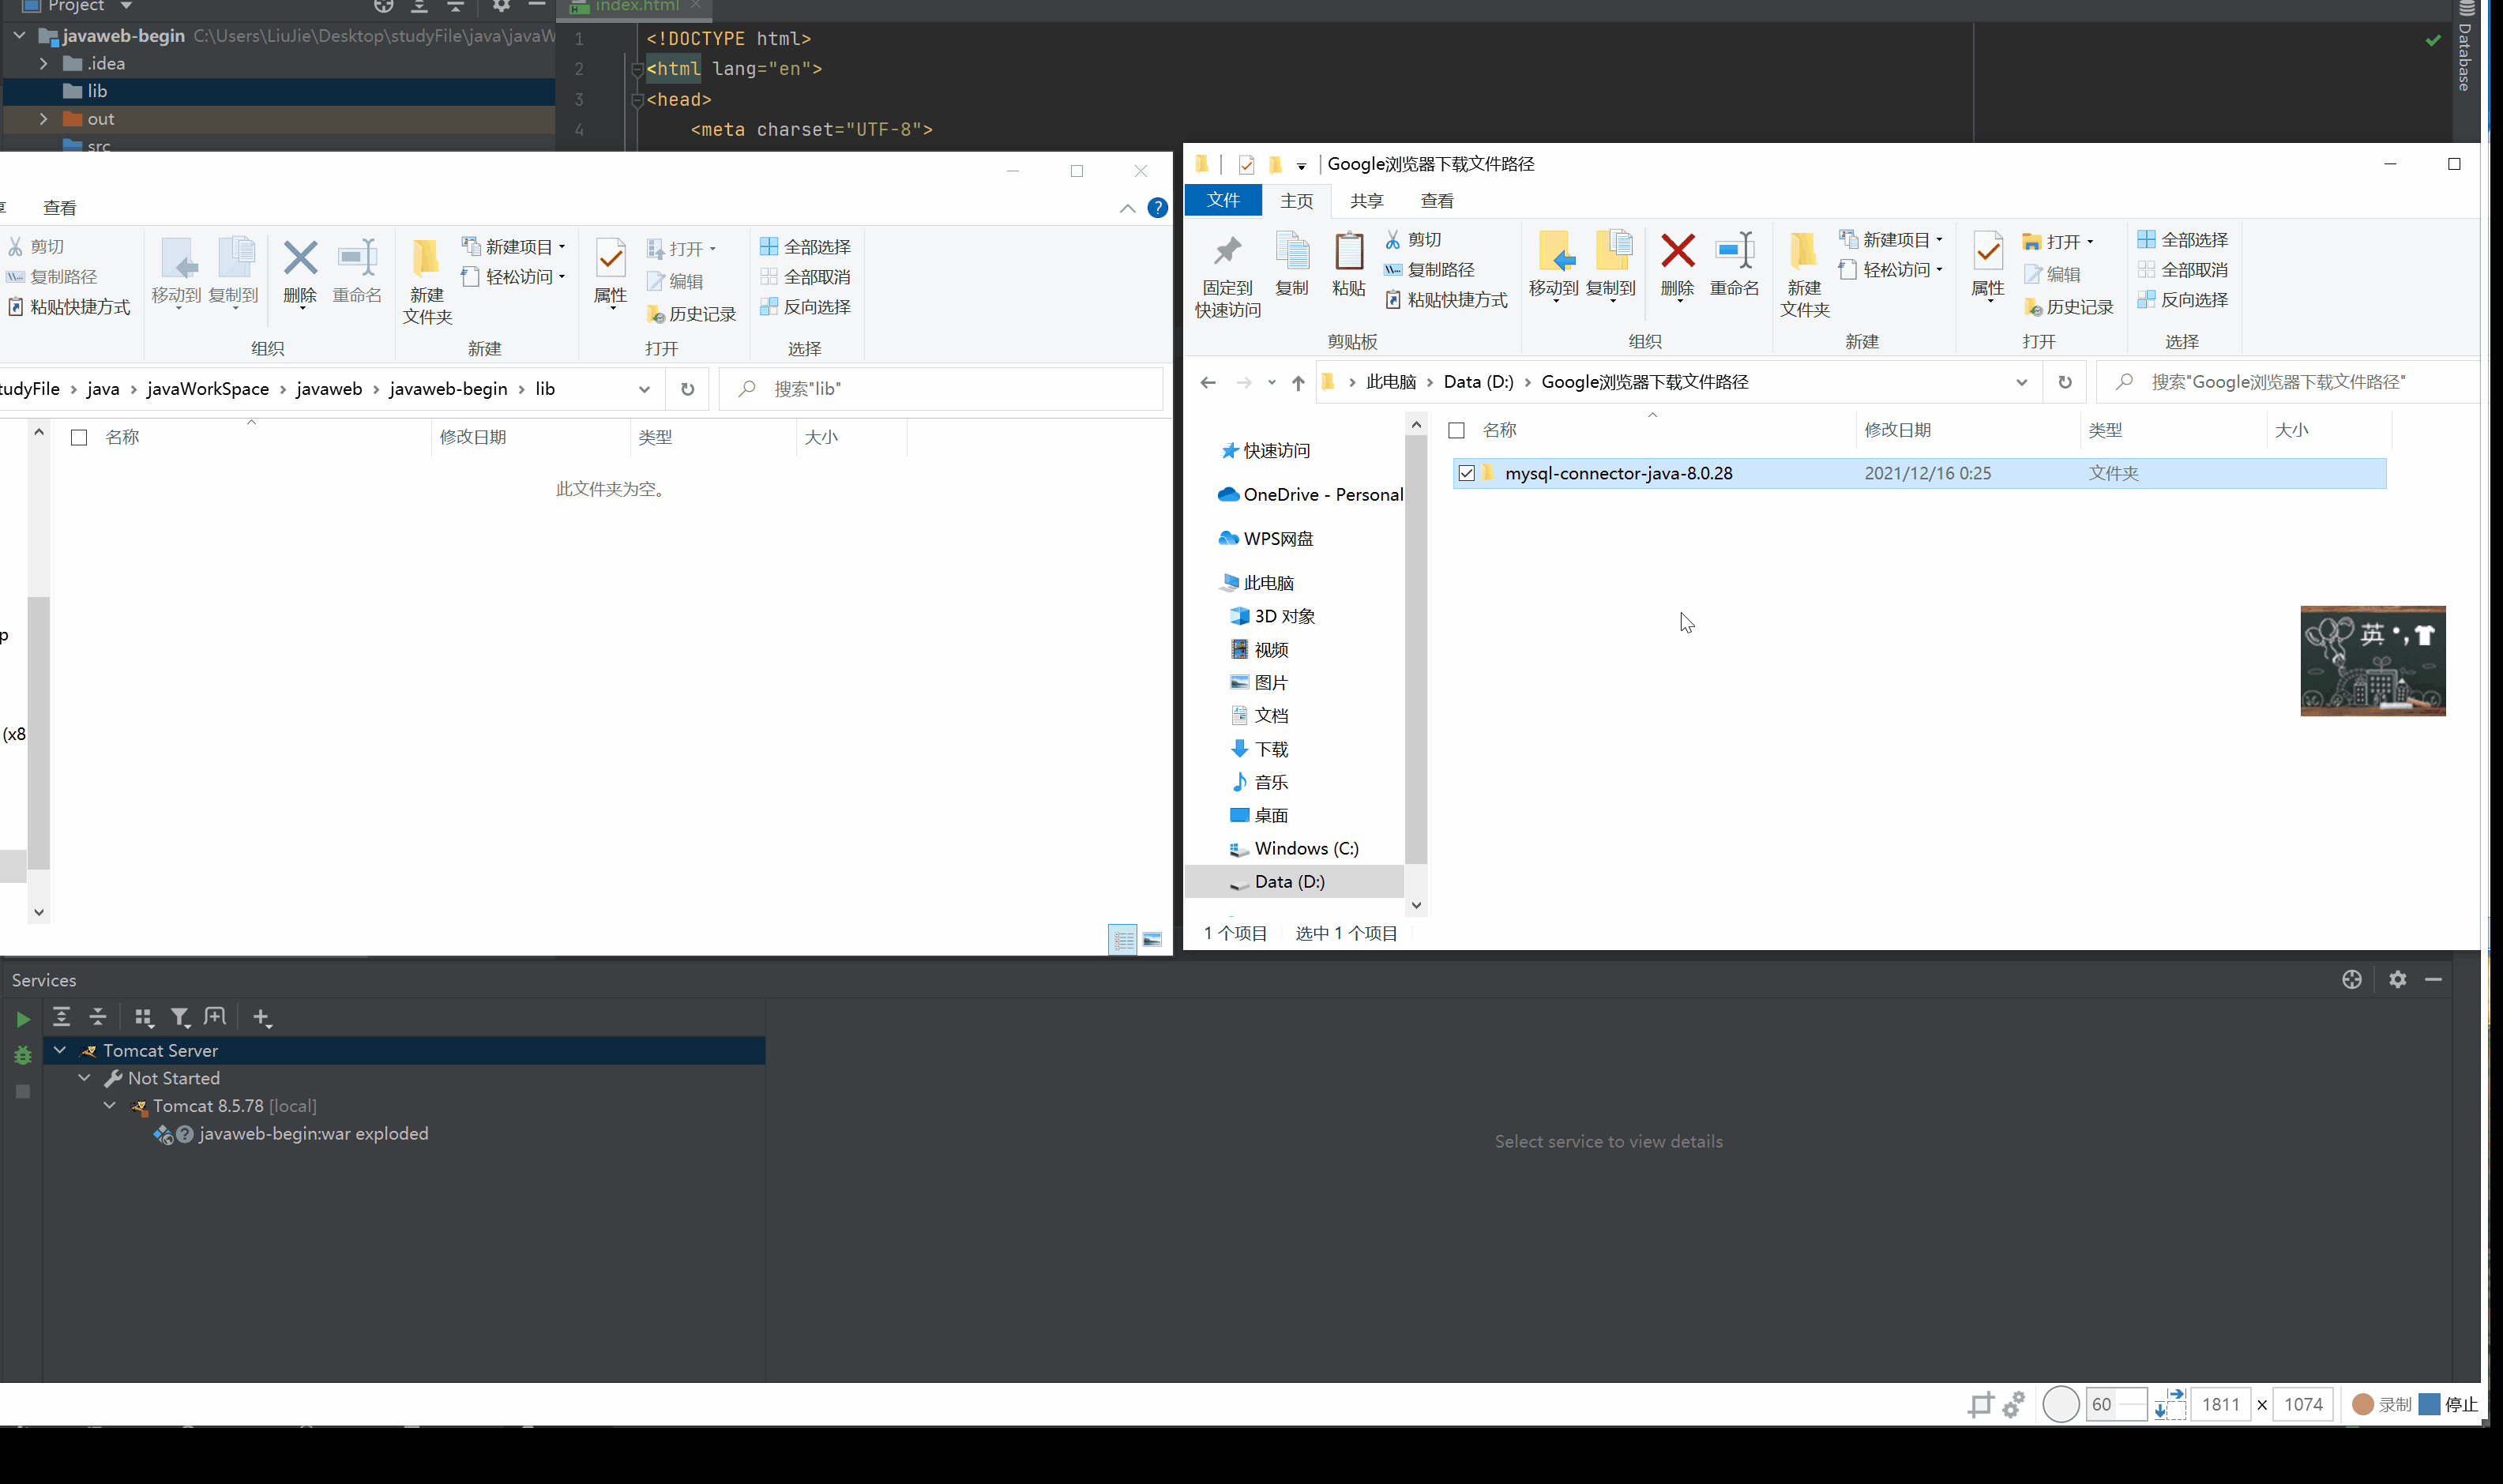 Project
index.html
javaweb-begin C:\Users\LiuJie\Desktop\studyFile\java\javaW
.idea
lib
out
src
1 <!DOCTYPE html>
2 <html lang="en">
3 <head>
4 <meta charset="UTF-8">
Database
查看
剪切
复制路径
粘贴快捷方式
移动到
复制到
删除
重命名
组织
新建
文件夹
新建项目
轻松访问
新建
属性
打开
编辑
历史记录
打开
全部选择
全部取消
反向选择
选择
tudyFile › java › javaWorkSpace › javaweb › javaweb-begin › lib
搜索"lib"
名称 修改日期 类型 大小
此文件夹为空。
p
(x8
Google浏览器下载文件路径
文件 主页 共享 查看
固定到
快速访问
复制
粘贴
剪切
复制路径
粘贴快捷方式
剪贴板
移动到
复制到
删除
重命名
组织
新建
文件夹
新建项目
轻松访问
新建
属性
打开
编辑
历史记录
打开
全部选择
全部取消
反向选择
选择
› 此电脑 › Data (D:) › Google浏览器下载文件路径
搜索"Google浏览器下载文件路径"
名称 修改日期 类型 大小
mysql-connector-java-8.0.28 2021/12/16 0:25 文件夹
快速访问
OneDrive - Personal
WPS网盘
此电脑
3D 对象
视频
图片
文档
下载
音乐
桌面
Windows (C:)
Data (D:)
1 个项目 选中 1 个项目
英 •,
Services
Tomcat Server
Not Started
Tomcat 8.5.78 [local]
javaweb-begin:war exploded
Select service to view details
60 1811 x 1074 录制 停止